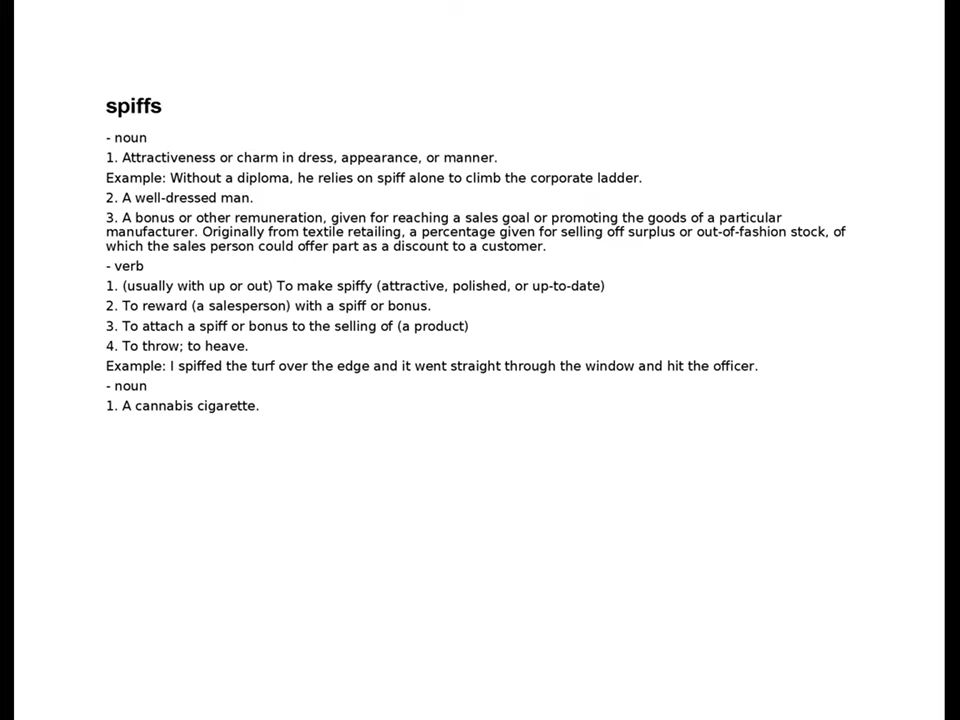 spiffs
- noun
1. Attractiveness or charm in dress, appearance, or manner.
Example: Without a diploma, he relies on spiff alone to climb the corporate ladder.
2. A well-dressed man.
3. A bonus or other remuneration, given for reaching a sales goal or promoting the goods of a particular
manufacturer. Originally from textile retailing, a percentage given for selling off surplus or out-of-fashion stock, of
which the sales person could offer part as a discount to a customer.
- verb
1. (usually with up or out) To make spiffy (attractive, polished, or up-to-date)
2. To reward (a salesperson) with a spiff or bonus.
3. To attach a spiff or bonus to the selling of (a product)
4. To throw; to heave.
Example: I spiffed the turf over the edge and it went straight through the window and hit the officer.
- noun
1. A cannabis cigarette.